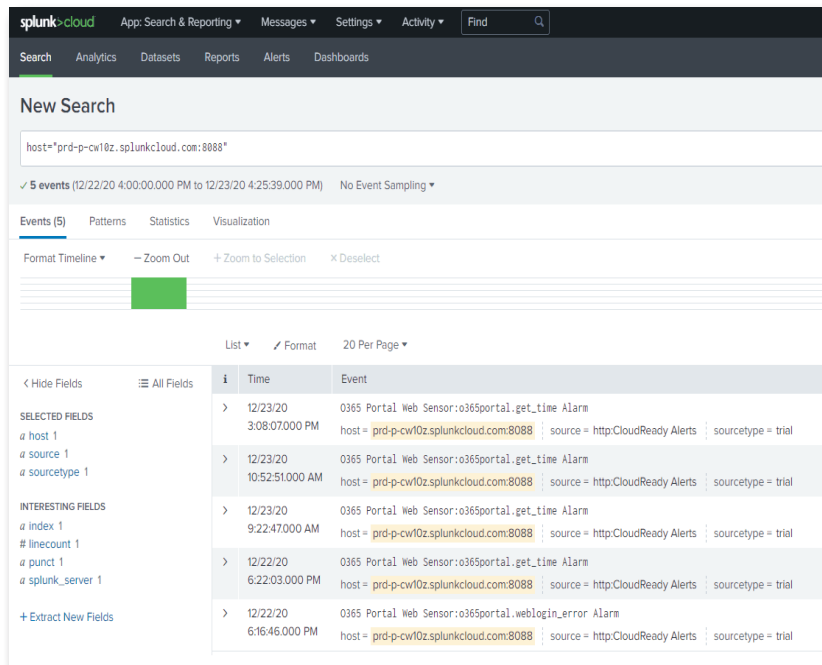 splunk>cloud App: Search & Reporting ▾ Messages ▾ Settings ▾ Activity ▾ Find
Search Analytics Datasets Reports Alerts Dashboards
New Search
host="prd-p-cw10z.splunkcloud.com:8088"
✓ 5 events (12/22/20 4:00:00.000 PM to 12/23/20 4:25:39.000 PM) No Event Sampling ▾
Events (5) Patterns Statistics Visualization
Format Timeline ▾ — Zoom Out + Zoom to Selection × Deselect
List ▾ Format 20 Per Page ▾
< Hide Fields All Fields
SELECTED FIELDS
a host 1
a source 1
a sourcetype 1
INTERESTING FIELDS
a index 1
# linecount 1
a punct 1
a splunk_server 1
+ Extract New Fields
i Time Event
> 12/23/20 O365 Portal Web Sensor:o365portal.get_time Alarm
3:08:07.000 PM host = prd-p-cw10z.splunkcloud.com:8088 source = http:CloudReady Alerts sourcetype = trial
> 12/23/20 O365 Portal Web Sensor:o365portal.get_time Alarm
10:52:51.000 AM host = prd-p-cw10z.splunkcloud.com:8088 source = http:CloudReady Alerts sourcetype = trial
> 12/23/20 O365 Portal Web Sensor:o365portal.get_time Alarm
9:22:47.000 AM host = prd-p-cw10z.splunkcloud.com:8088 source = http:CloudReady Alerts sourcetype = trial
> 12/22/20 O365 Portal Web Sensor:o365portal.get_time Alarm
6:22:03.000 PM host = prd-p-cw10z.splunkcloud.com:8088 source = http:CloudReady Alerts sourcetype = trial
> 12/22/20 O365 Portal Web Sensor:o365portal.weblogin_error Alarm
6:16:46.000 PM host = prd-p-cw10z.splunkcloud.com:8088 source = http:CloudReady Alerts sourcetype = trial